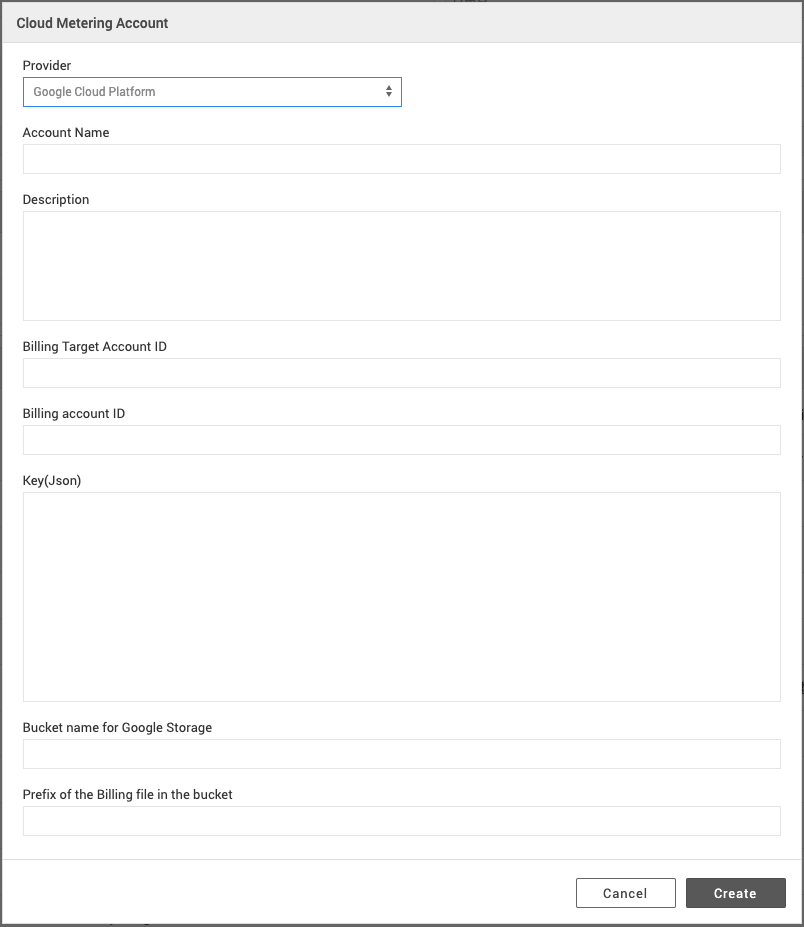 Cloud Metering Account
Provider
Google Cloud Platform
Account Name
Description
Billing Target Account ID
Billing account ID
Key(Json)
Bucket name for Google Storage
Prefix of the Billing file in the bucket
Cancel
Create